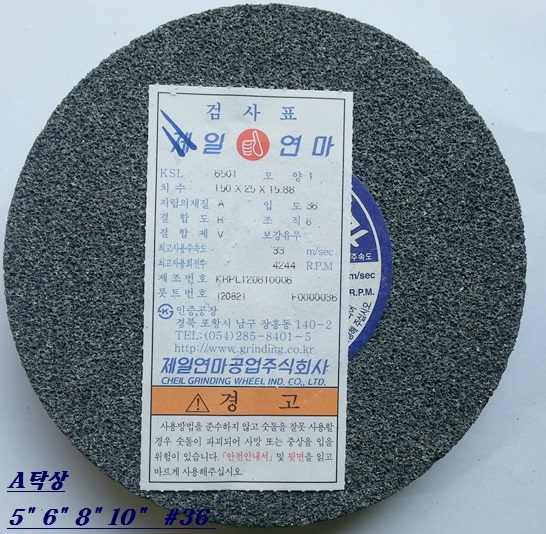 검 사 표
제일 연마
KSL 6501 모 양 1
치 수 150 X 25 X 15.88
지립의재질 A 입 도 36
결 합 도 R 조 직 8
결 합 제 V 보강유무
최고사용주속도 33 m/sec
최고사용회전수 4244 R.P.M
제 조 번 호 KRPL120810006
롯 트 번 호 120821 F0000036
인증공장
경북 포항시 남구 장흥동 140-2
TEL:(054)285-8401~5
http://www.grinding.co.kr
제일연마공업주식회사
CHEIL GRINDING WHEEL IND. CO., LTD.
경 고
사용방법을 준수하지 않고 숫돌을 잘못 사용할
경우 숫돌이 파괴되어 사망 또는 중상을 입을
위험이 있습니다. 「안전안내서」 및 뒷면을 읽고
바르게 사용해주십시오.
주속도
m/sec
R.P.M.
A탁상
5" 6" 8" 10" #36